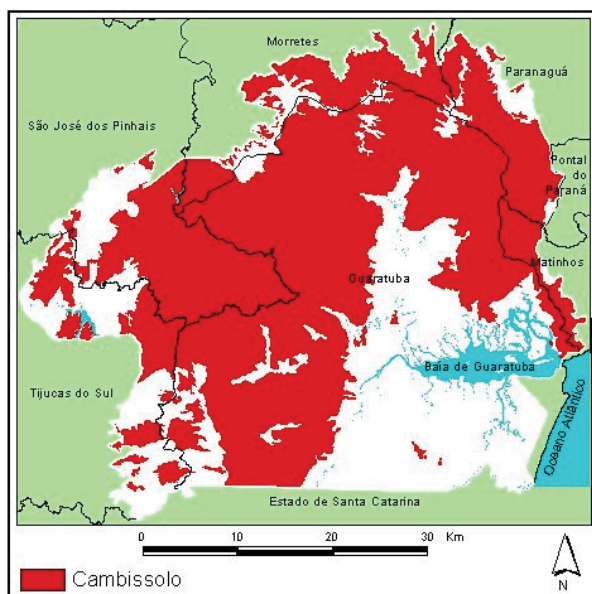 Morretes
Paranaguá
São José dos Pinhais
Pontal
do
Paraná
Matinhos
Guaratuba
Baia de Guaratuba
Tijucas do Sul
Oceano Atlântico
Estado de Santa Catarina
0 10 20 30 Km
Cambissolo
N